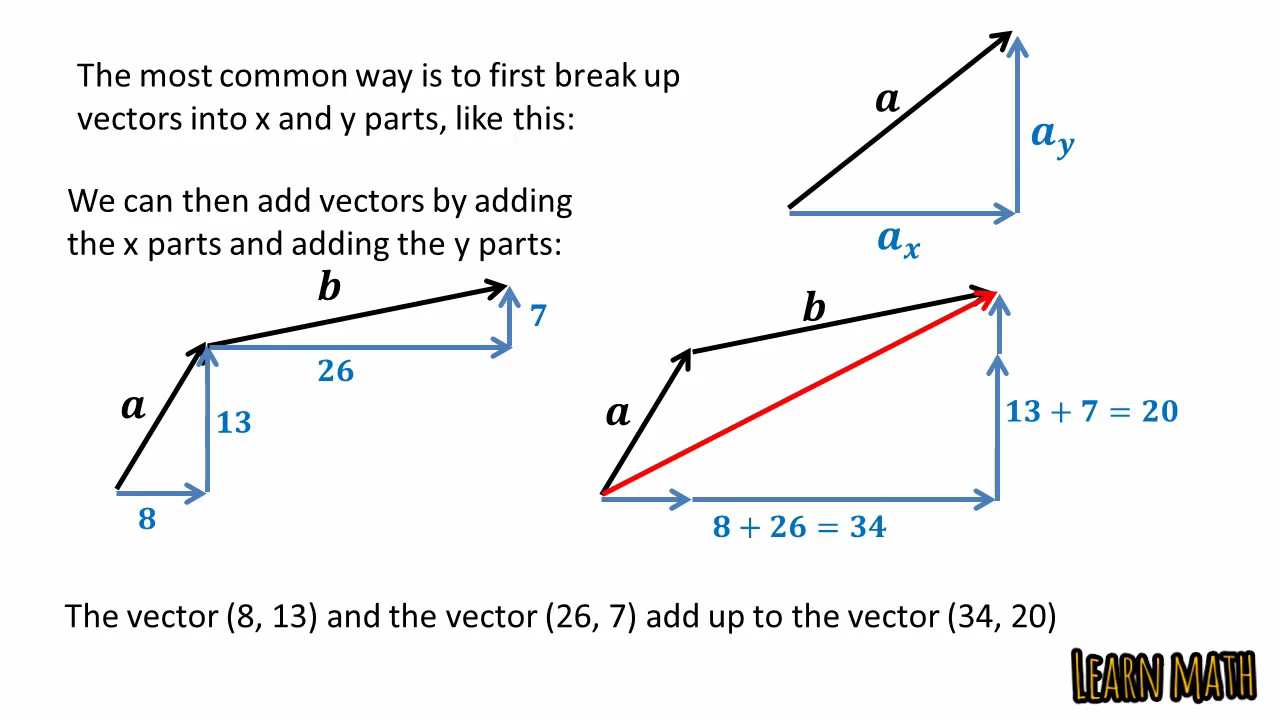 The most common way is to first break up
vectors into x and y parts, like this:
a
a_y
a_x
We can then add vectors by adding
the x parts and adding the y parts:
b
7
26
a
13
8
b
a
13 + 7 = 20
8 + 26 = 34
The vector (8, 13) and the vector (26, 7) add up to the vector (34, 20)
LEARN MATH